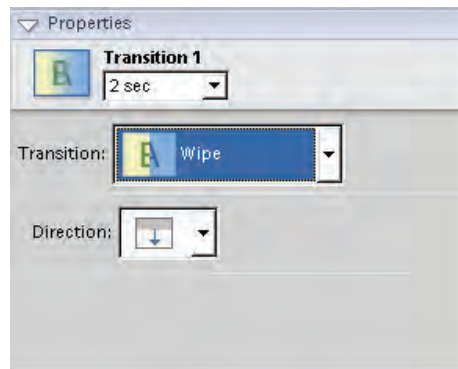 Properties
Transition 1
2 sec
Transition:
Wipe
Direction: